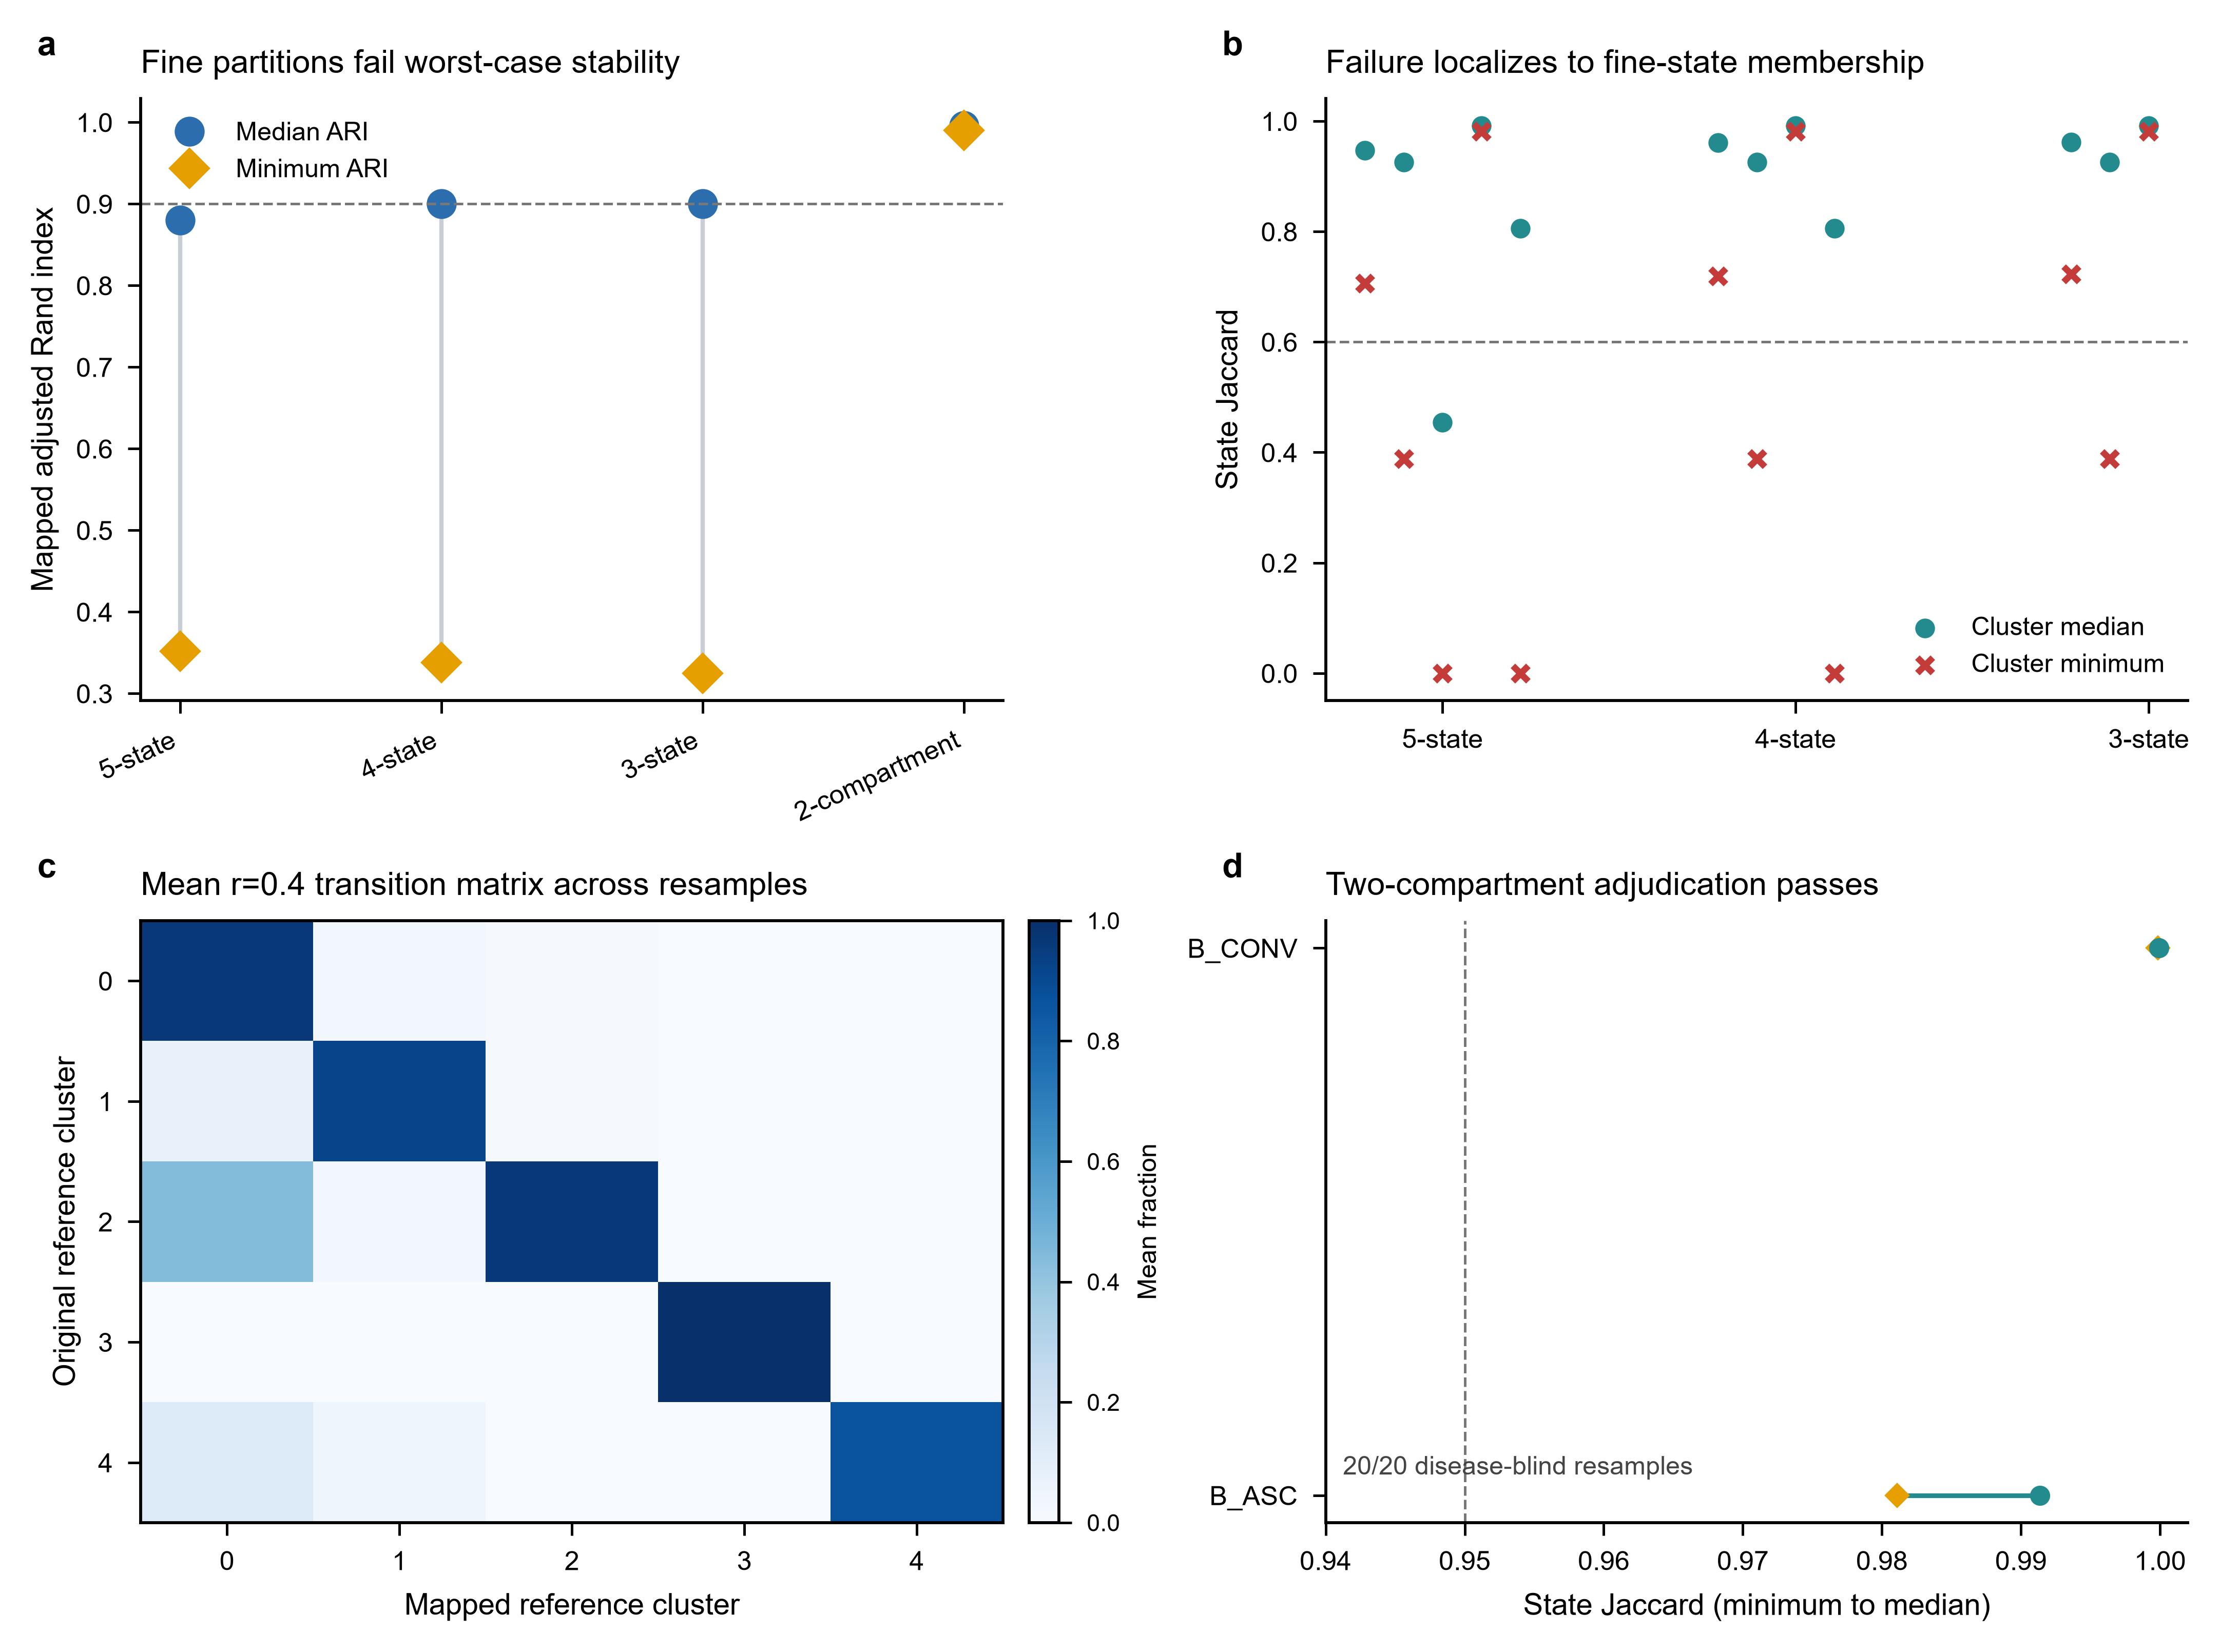 a
Fine partitions fail worst-case stability
Median ARI
Minimum ARI
Mapped adjusted Rand index
1.0
0.9
0.8
0.7
0.6
0.5
0.4
0.3
5-state
4-state
3-state
2-compartment
b
Failure localizes to fine-state membership
State Jaccard
1.0
0.8
0.6
0.4
0.2
0.0
Cluster median
Cluster minimum
5-state
4-state
3-state
c
Mean r=0.4 transition matrix across resamples
Original reference cluster
0
1
2
3
4
0
1
2
3
4
Mapped reference cluster
1.0
0.8
0.6
0.4
0.2
0.0
Mean fraction
d
Two-compartment adjudication passes
B_CONV
B_ASC
20/20 disease-blind resamples
0.94
0.95
0.96
0.97
0.98
0.99
1.00
State Jaccard (minimum to median)